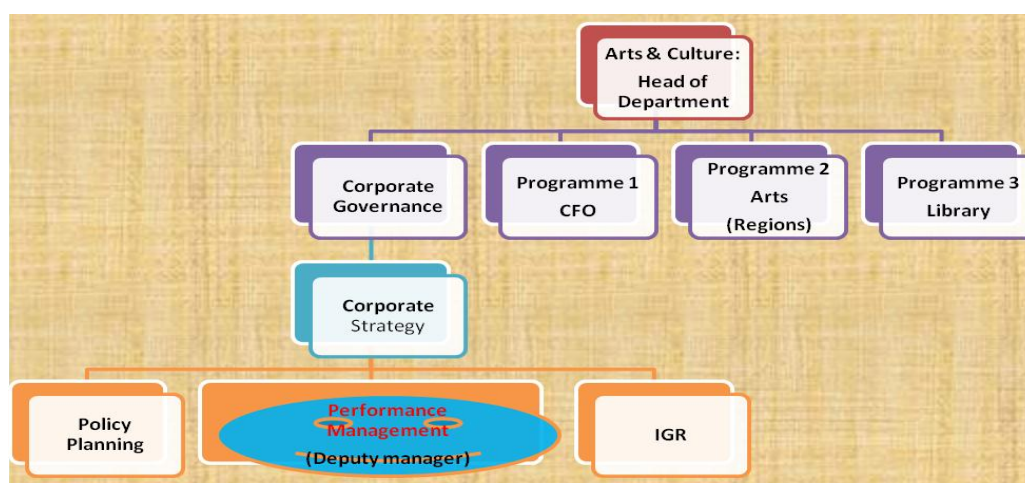 Arts & Culture:
Head of
Department
Corporate
Governance
Programme 1
CFO
Programme 2
Arts
(Regions)
Programme 3
Library
Corporate
Strategy
Policy
Planning
Performance
Management
(Deputy manager)
IGR